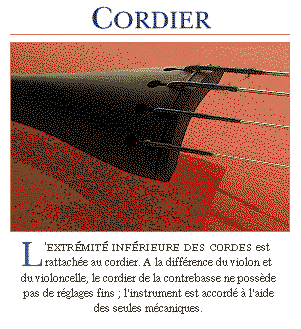 CORDIER
L'EXTRÉMITÉ INFÉRIEURE DES CORDES est
rattachée au cordier. A la différence du violon et
du violoncelle, le cordier de la contrebasse ne possède
pas de réglages fins ; l'instrument est accordé à l'aide
des seules mécaniques.